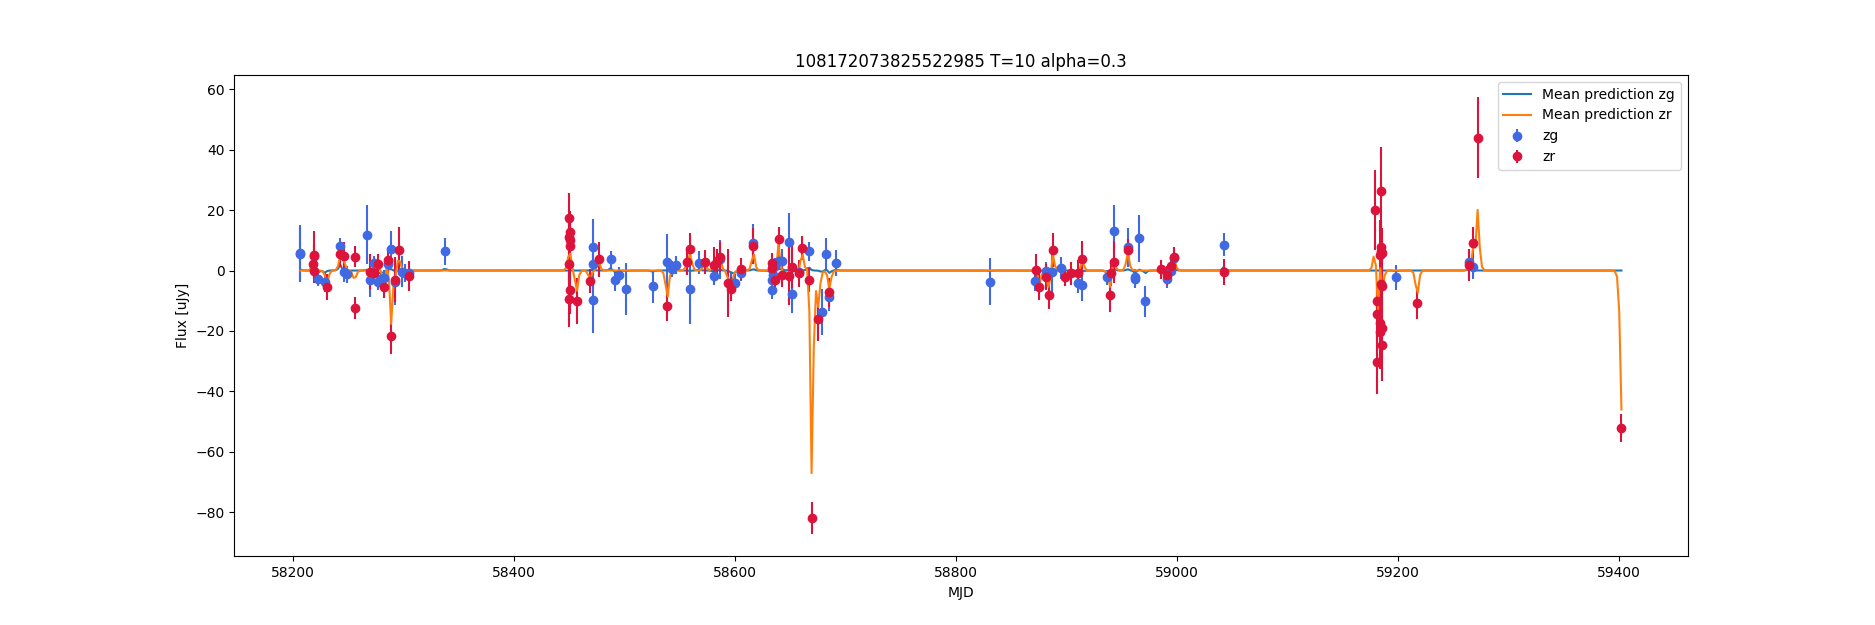 108172073825522985 T=10 alpha=0.3
Flux [uJy]
60
40
20
0
−20
−40
−60
−80
Mean prediction zg
Mean prediction zr
zg
zr
58200 58400 58600 58800 59000 59200 59400
MJD